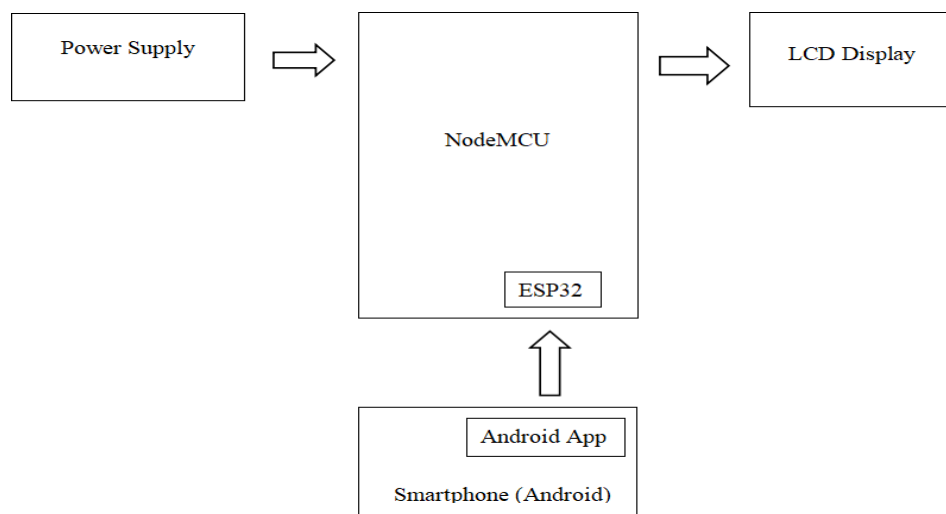 Power Supply
LCD Display
NodeMCU
ESP32
Android App
Smartphone (Android)